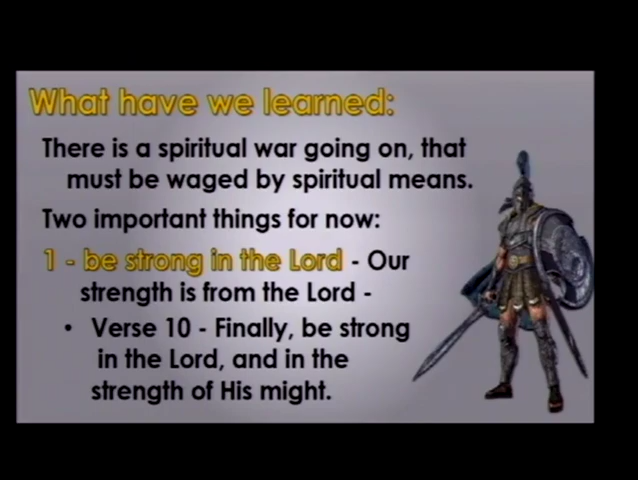 What have we learned:
There is a spiritual war going on, that
must be waged by spiritual means.
Two important things for now:
1 - be strong in the Lord - Our
strength is from the Lord -
• Verse 10 - Finally, be strong
in the Lord, and in the
strength of His might.